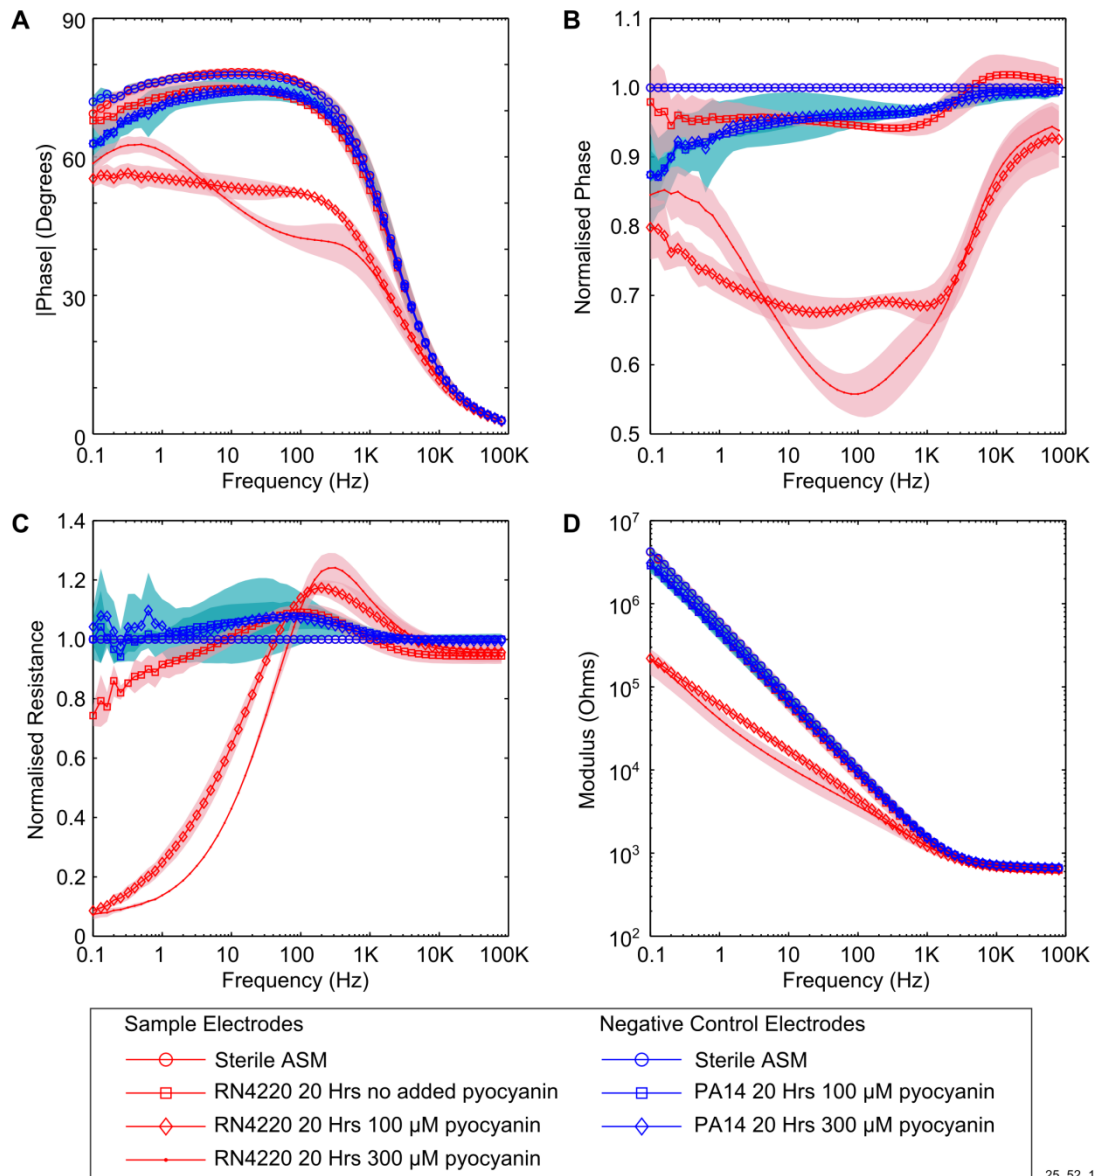 A
90
60
30
0
|Phase| (Degrees)
0.1 1 10 100 1K 10K 100K
Frequency (Hz)
B
1.1
1.0
0.9
0.8
0.7
0.6
0.5
Normalised Phase
0.1 1 10 100 1K 10K 100K
Frequency (Hz)
C
1.4
1.2
1.0
0.8
0.6
0.4
0.2
0
Normalised Resistance
0.1 1 10 100 1K 10K 100K
Frequency (Hz)
D
10⁷
10⁶
10⁵
10⁴
10³
10²
Modulus (Ohms)
0.1 1 10 100 1K 10K 100K
Frequency (Hz)
Sample Electrodes
Sterile ASM
RN4220 20 Hrs no added pyocyanin
RN4220 20 Hrs 100 µM pyocyanin
RN4220 20 Hrs 300 µM pyocyanin
Negative Control Electrodes
Sterile ASM
PA14 20 Hrs 100 µM pyocyanin
PA14 20 Hrs 300 µM pyocyanin